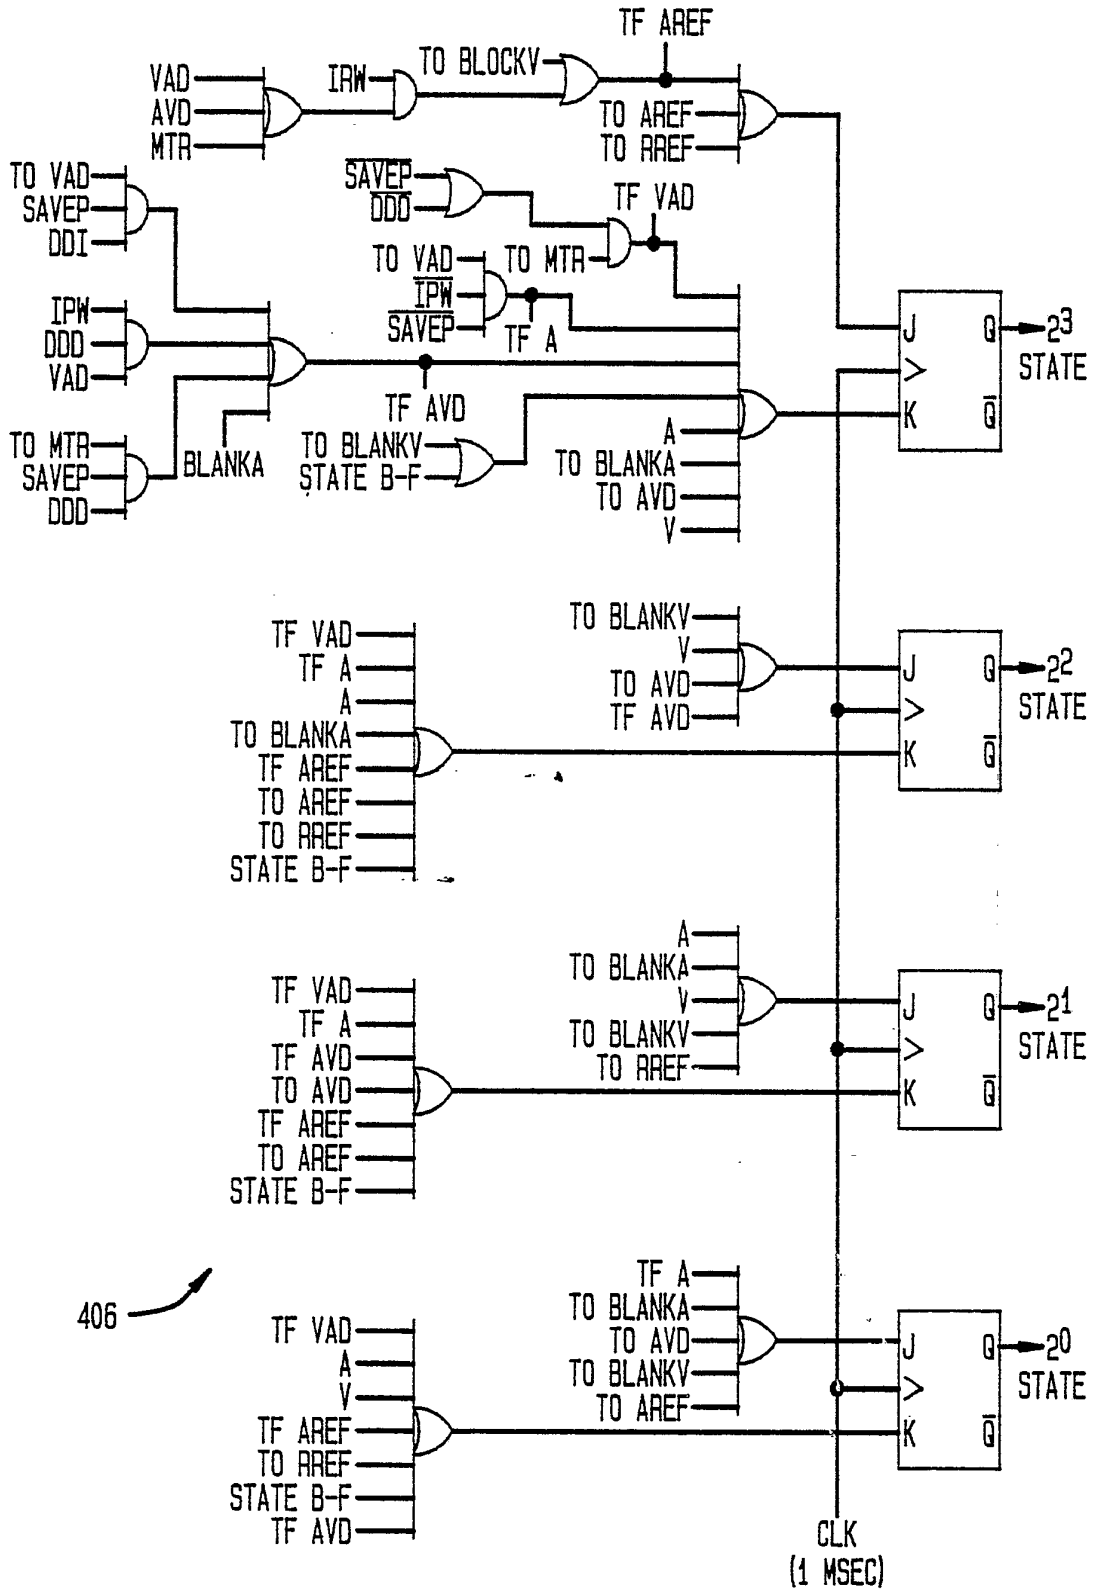 TF AREF
TO BLOCKV
VAD
IRW
AVD
TO AREF
MTR
TO RREF
TO VAD
SAVEP
DDI
SAVEP
DDD
TF VAD
TO VAD
TO MTR
IPW
SAVEP
TF A
IPW
DDD
VAD
TF AVD
TO MTR
SAVEP
DDD
BLANKA
TO BLANKV
STATE B-F
A
TO BLANKA
TO AVD
V
J Q 23
> STATE
K Q
TO BLANKV
V
TO AVD
TF AVD
TF VAD
TF A
A
TO BLANKA
TF AREF
TO AREF
TO RREF
STATE B-F
J Q 22
> STATE
K Q
A
TO BLANKA
V
TO BLANKV
TO RREF
TF VAD
TF A
TF AVD
TO AVD
TF AREF
TO AREF
STATE B-F
J Q 21
> STATE
K Q
TF A
TO BLANKA
TO AVD
TO BLANKV
TO AREF
406
TF VAD
A
V
TF AREF
TO RREF
STATE B-F
TF AVD
J Q 20
> STATE
K Q
CLK
(1 MSEC)